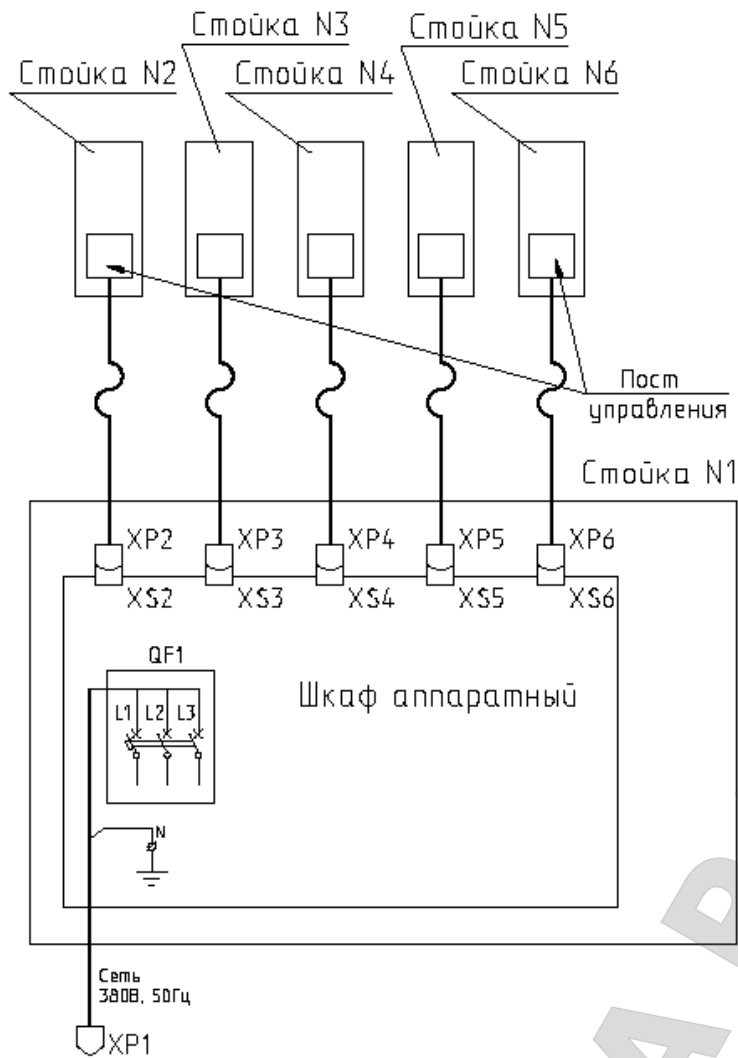 Стойка N3
Стойка N5
Стойка N2
Стойка N4
Стойка N6
Пост
управления
Стойка N1
XP2
XP3
XP4
XP5
XP6
XS2
XS3
XS4
XS5
XS6
QF1
Шкаф аппаратный
L1
L2
L3
N
Сеть
380В, 50Гц
XP1